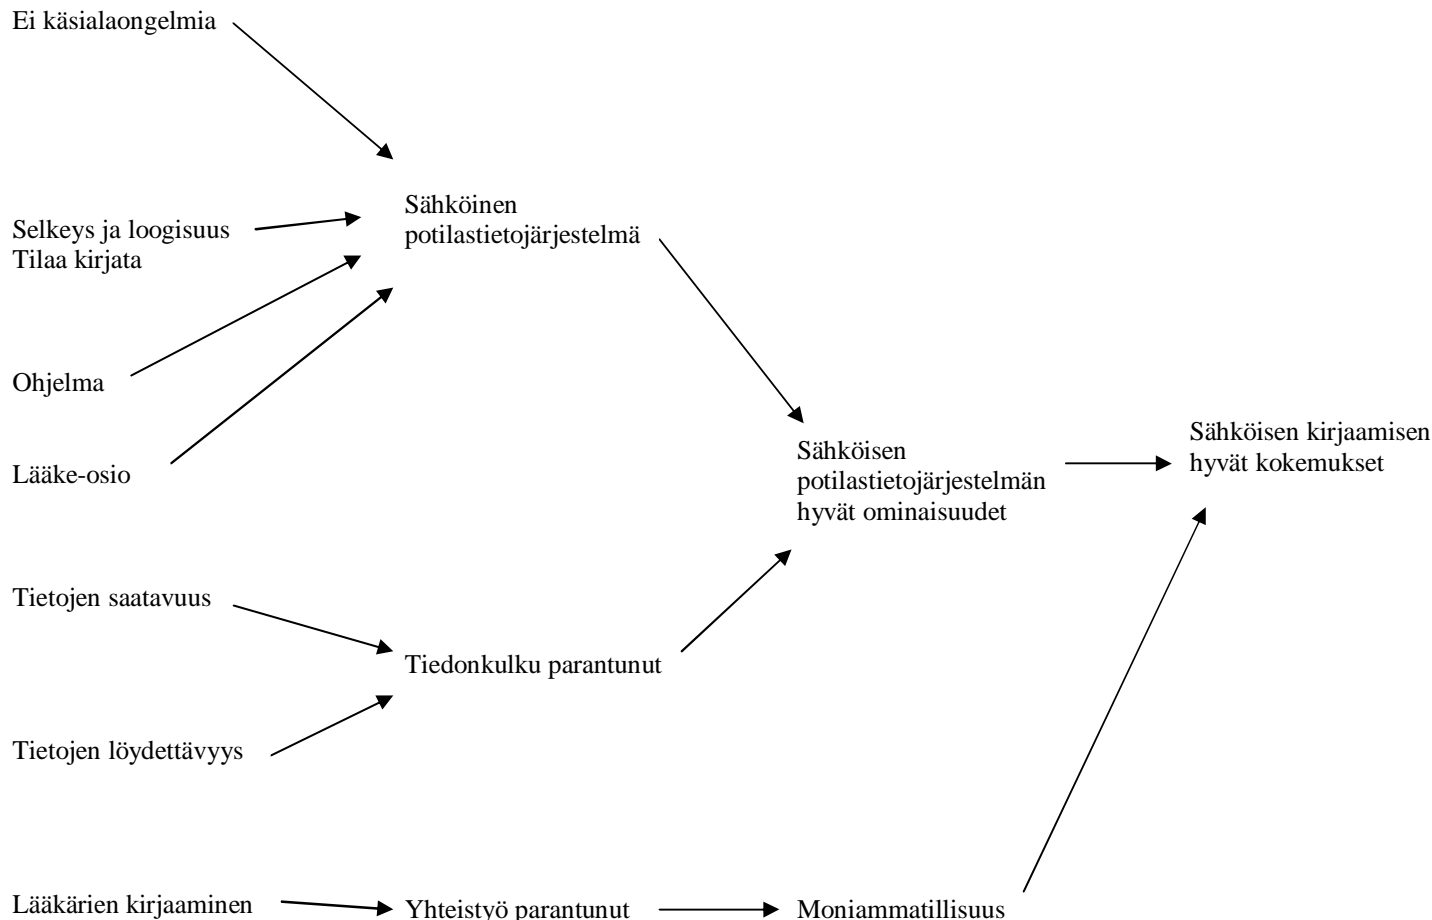 Ei käsialaongelmia
Selkeys ja loogisuus
Tilaa kirjata
Ohjelma
Lääke-osio
Tietojen saatavuus
Tietojen löydettävyys
Lääkärien kirjaaminen
Sähköinen
potilastietojärjestelmä
Tiedonkulku parantunut
Yhteistyö parantunut
Sähköisen
potilastietojärjestelmän
hyvät ominaisuudet
Moniammatillisuus
Sähköisen kirjaamisen
hyvät kokemukset